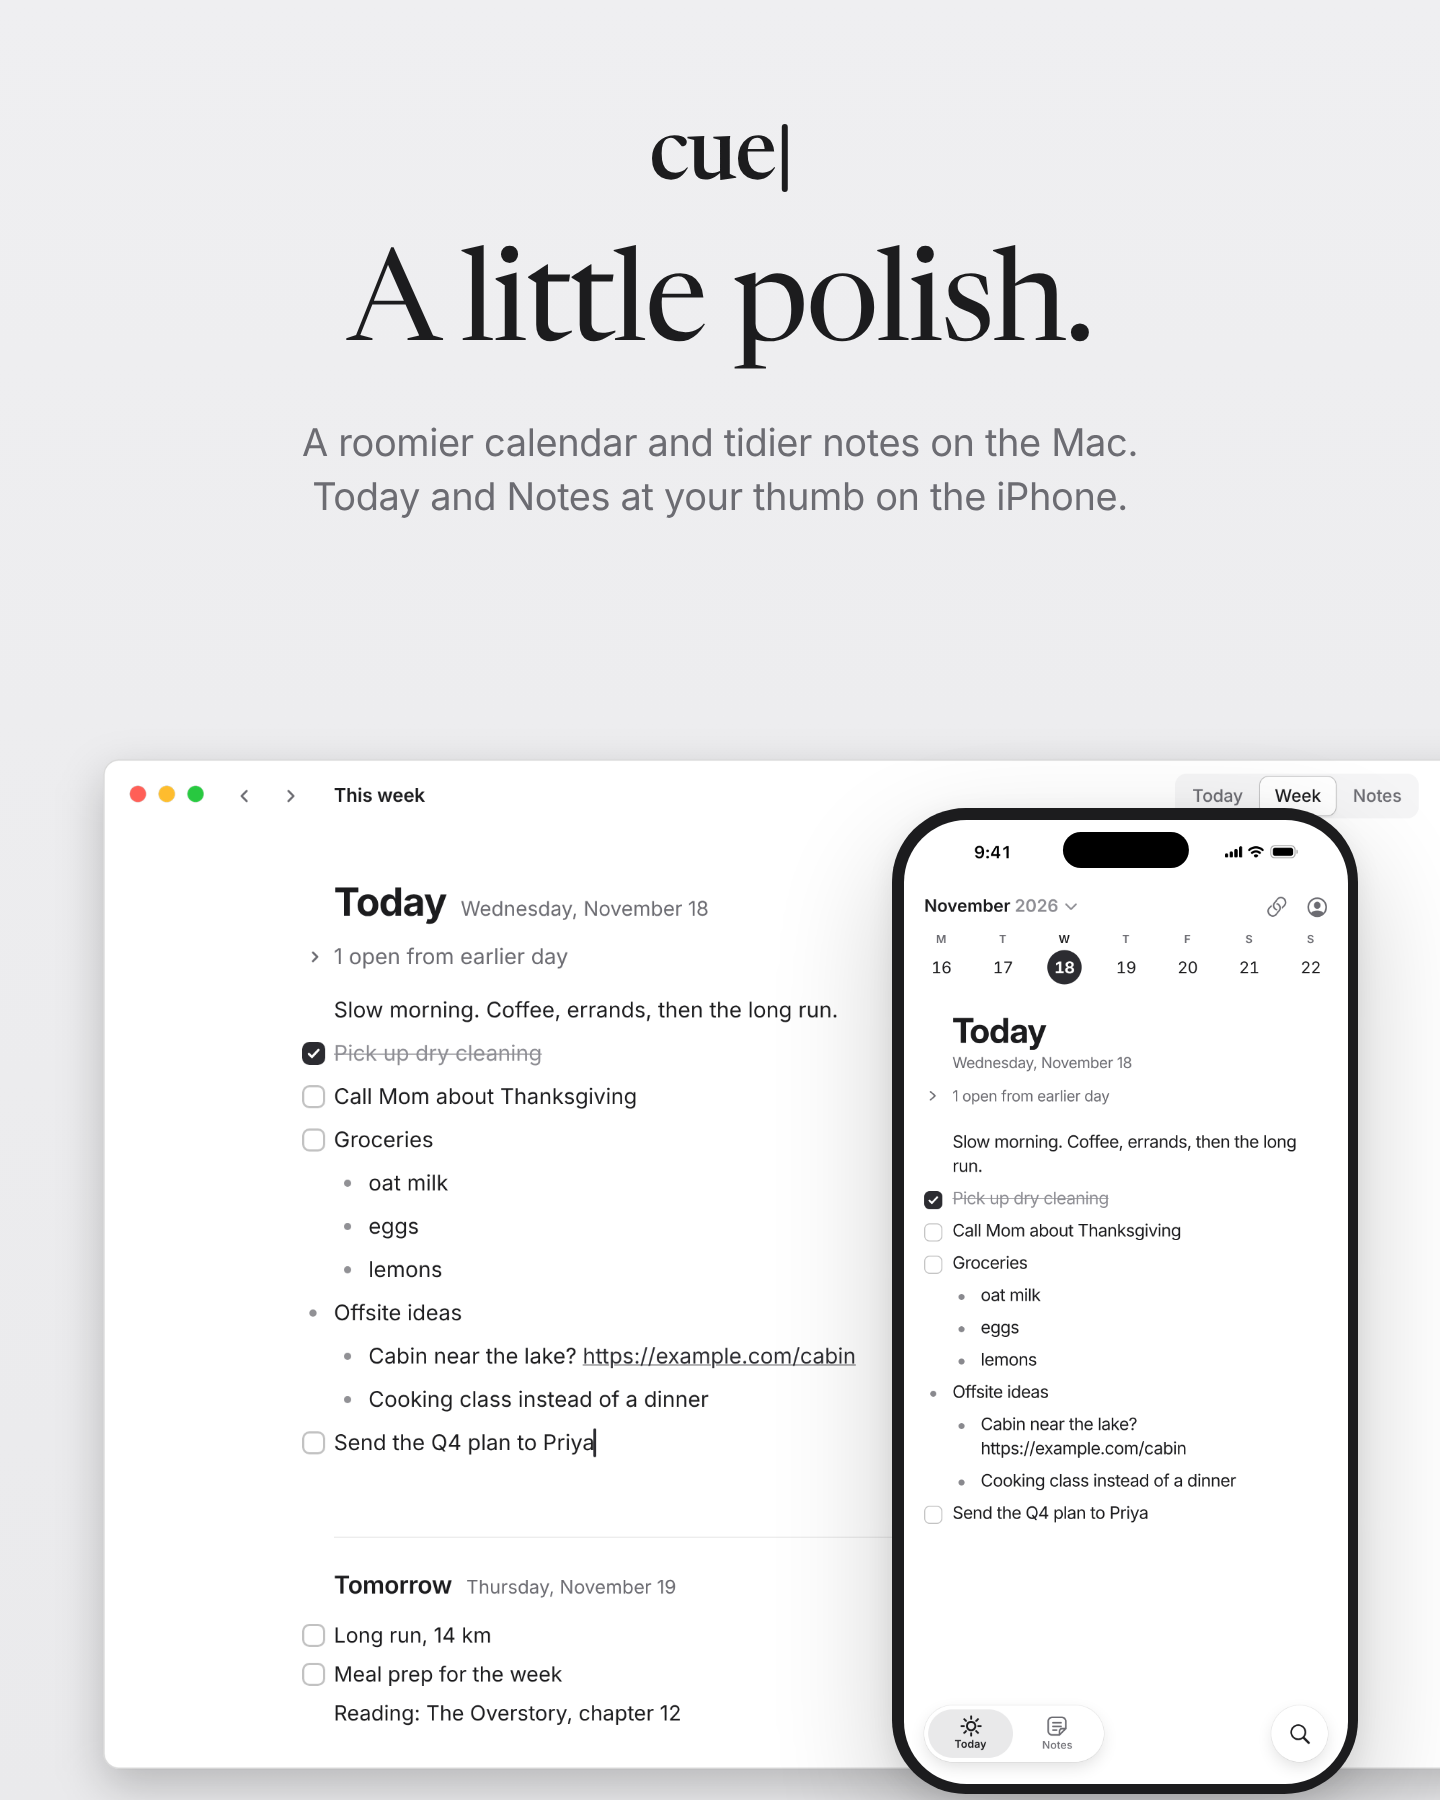 cue
A little polish.
A roomier calendar and tidier notes on the Mac.
Today and Notes at your thumb on the iPhone.
This week
Today Week Notes
Today Wednesday, November 18
1 open from earlier day
Slow morning. Coffee, errands, then the long run.
Pick up dry cleaning
Call Mom about Thanksgiving
Groceries
oat milk
eggs
lemons
Offsite ideas
Cabin near the lake? https://example.com/cabin
Cooking class instead of a dinner
Send the Q4 plan to Priya
Tomorrow Thursday, November 19
Long run, 14 km
Meal prep for the week
Reading: The Overstory, chapter 12
9:41
November 2026
M T W T F S S
16 17 18 19 20 21 22
Today
Wednesday, November 18
1 open from earlier day
Slow morning. Coffee, errands, then the long
run.
Pick up dry cleaning
Call Mom about Thanksgiving
Groceries
oat milk
eggs
lemons
Offsite ideas
Cabin near the lake?
https://example.com/cabin
Cooking class instead of a dinner
Send the Q4 plan to Priya
Today Notes